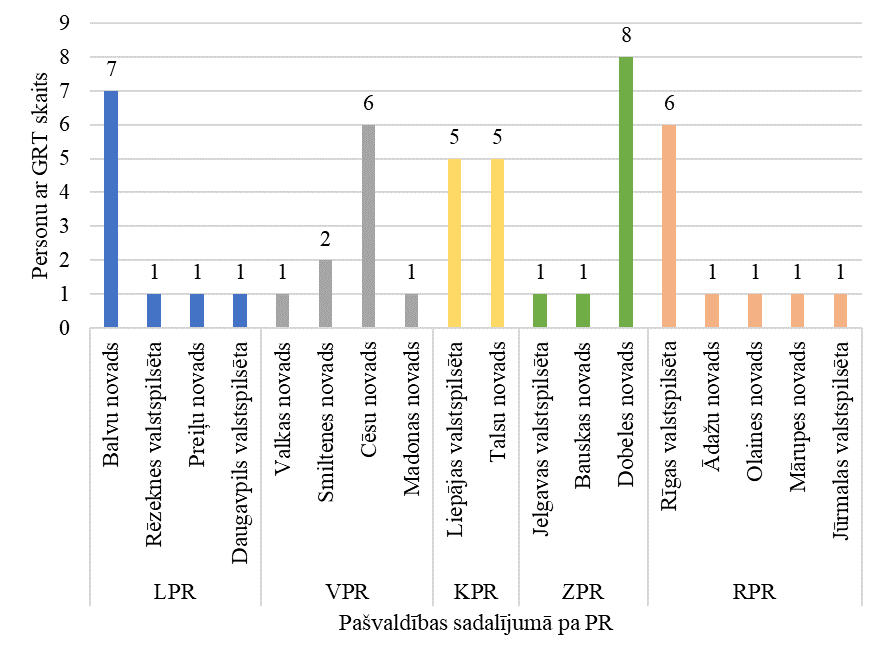 Personu ar GRT skaits
9
8
7
6
5
4
3
2
1
0
7
1
1
1
1
2
6
1
5
5
1
1
8
6
1
1
1
1
Balvu novads
Rēzeknes valstspilsēta
Preiļu novads
Daugavpils valstspilsēta
Valkas novads
Smiltenes novads
Cēsu novads
Madonas novads
Liepājas valstspilsēta
Talsu novads
Jelgavas valstspilsēta
Bauskas novads
Dobeles novads
Rīgas valstspilsēta
Ādažu novads
Olaines novads
Mārupes novads
Jūrmalas valstspilsēta
LPR
VPR
KPR
ZPR
RPR
Pašvaldības sadalījumā pa PR